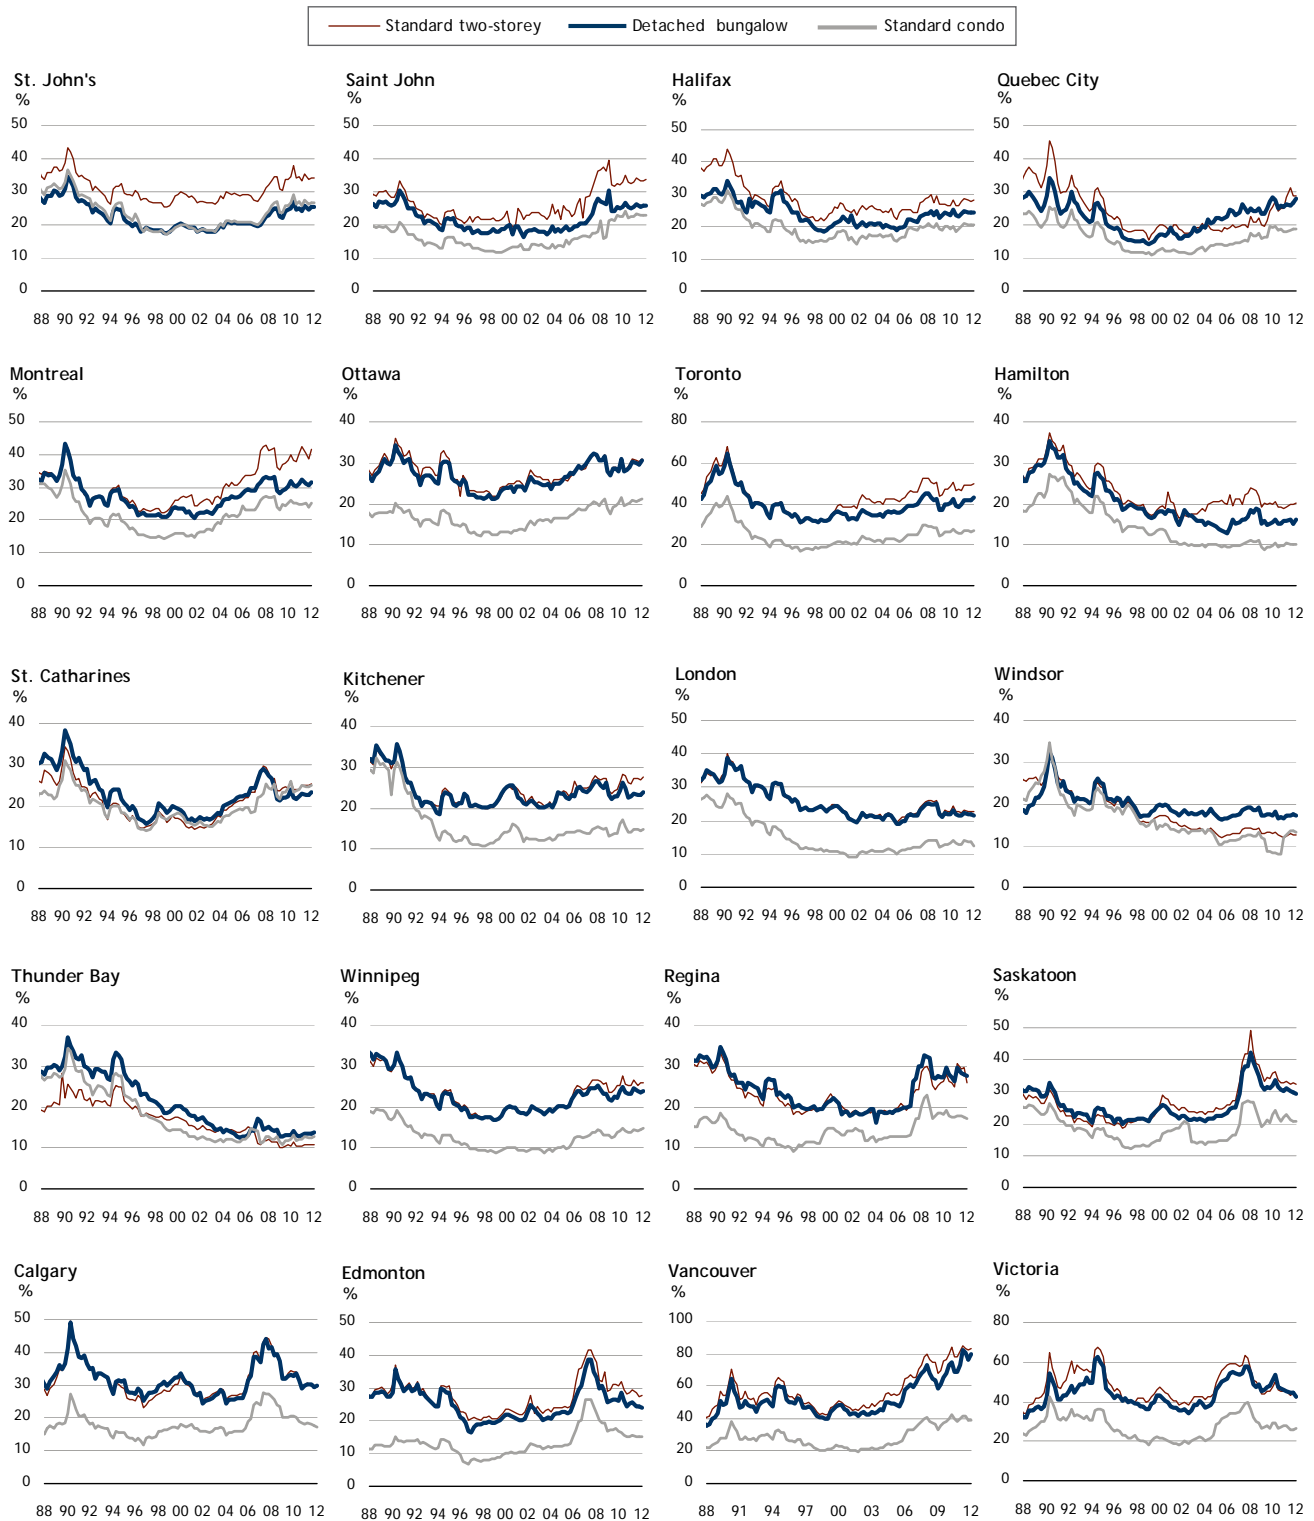 Standard two-storey Detached bungalow Standard condo
St. John's Saint John Halifax Quebec City
% % % %
50 50 50 50
40 40 40 40
30 30 30 30
20 20 20 20
10 10 10 10
0 0 0 0
88 90 92 94 96 98 00 02 04 06 08 10 12 88 90 92 94 96 98 00 02 04 06 08 10 12 88 90 92 94 96 98 00 02 04 06 08 10 12 88 90 92 94 96 98 00 02 04 06 08 10 12
Montreal Ottawa Toronto Hamilton
% % % %
50 40 80 40
40 30 60 30
30 20 40 20
20 10 20 10
10 0 0 0
0
88 90 92 94 96 98 00 02 04 06 08 10 12 88 90 92 94 96 98 00 02 04 06 08 10 12 88 90 92 94 96 98 00 02 04 06 08 10 12 88 90 92 94 96 98 00 02 04 06 08 10 12
St. Catharines Kitchener London Windsor
% % % %
40 40 50 40
30 30 40 30
20 20 30 20
10 10 20 10
0 0 10 0
0
88 90 92 94 96 98 00 02 04 06 08 10 12 88 90 92 94 96 98 00 02 04 06 08 10 12 88 90 92 94 96 98 00 02 04 06 08 10 12 88 90 92 94 96 98 00 02 04 06 08 10 12
Thunder Bay Winnipeg Regina Saskatoon
% % % %
40 40 40 50
30 30 30 40
20 20 20 30
10 10 10 20
0 0 0 10
0
88 90 92 94 96 98 00 02 04 06 08 10 12 88 90 92 94 96 98 00 02 04 06 08 10 12 88 90 92 94 96 98 00 02 04 06 08 10 12 88 90 92 94 96 98 00 02 04 06 08 10 12
Calgary Edmonton Vancouver Victoria
% % % %
50 50 100 80
40 40 80 60
30 30 60 40
20 20 40 20
10 10 20 0
0 0 0
88 90 92 94 96 98 00 02 04 06 08 10 12 88 90 92 94 96 98 00 02 04 06 08 10 12 88 91 94 97 00 03 06 09 12 88 90 92 94 96 98 00 02 04 06 08 10 12